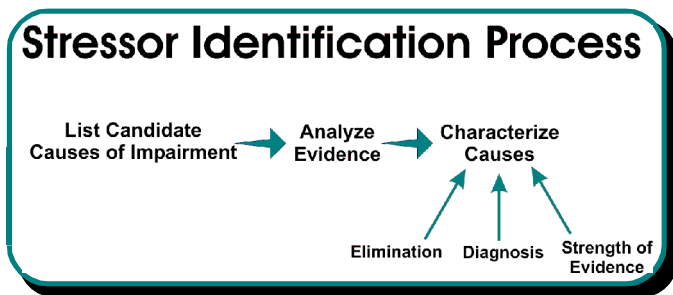 Stressor Identification Process
List Candidate
Causes of Impairment
Analyze
Evidence
Characterize
Causes
Elimination
Diagnosis
Strength of
Evidence